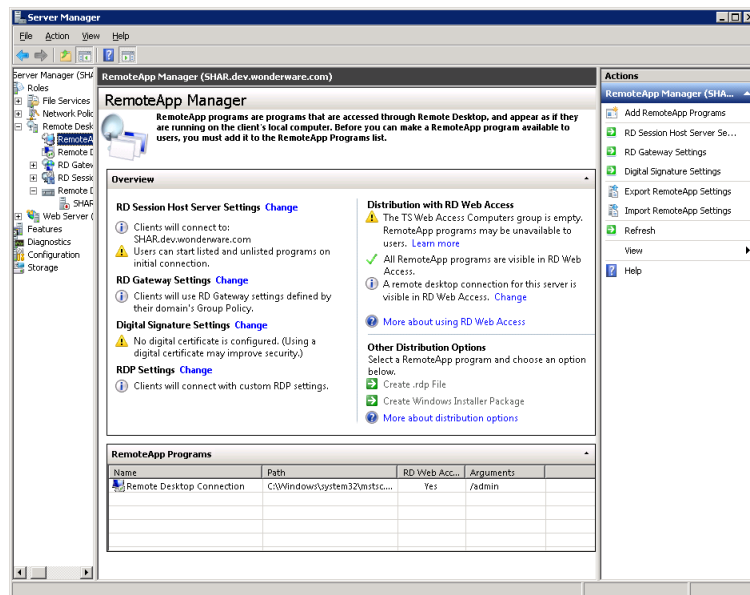 Server Manager
File Action View Help
Server Manager (SHA
Roles
File Services
Network Polic
Remote Desk
RemoteA
Remote D
RD Gatew
RD Sessi
Remote D
SHAR
Web Server (
Features
Diagnostics
Configuration
Storage
RemoteApp Manager (SHAR.dev.wonderware.com)
RemoteApp Manager
RemoteApp programs are programs that are accessed through Remote Desktop, and appear as if they
are running on the client's local computer. Before you can make a RemoteApp program available to
users, you must add it to the RemoteApp Programs list.
Overview
RD Session Host Server Settings Change
Clients will connect to:
SHAR.dev.wonderware.com
Users can start listed and unlisted programs on
initial connection.
RD Gateway Settings Change
Clients will use RD Gateway settings defined by
their domain's Group Policy.
Digital Signature Settings Change
No digital certificate is configured. (Using a
digital certificate may improve security.)
RDP Settings Change
Clients will connect with custom RDP settings.
Distribution with RD Web Access
The TS Web Access Computers group is empty.
RemoteApp programs may be unavailable to
users. Learn more
All RemoteApp programs are visible in RD Web
Access.
A remote desktop connection for this server is
visible in RD Web Access. Change
More about using RD Web Access
Other Distribution Options
Select a RemoteApp program and choose an option
below.
Create .rdp File
Create Windows Installer Package
More about distribution options
RemoteApp Programs
Name Path RD Web Acc... Arguments
Remote Desktop Connection C:\Windows\system32\mstsc.... Yes /admin
Actions
RemoteApp Manager (SHA...
Add RemoteApp Programs
RD Session Host Server Se...
RD Gateway Settings
Digital Signature Settings
Export RemoteApp Settings
Import RemoteApp Settings
Refresh
View
Help